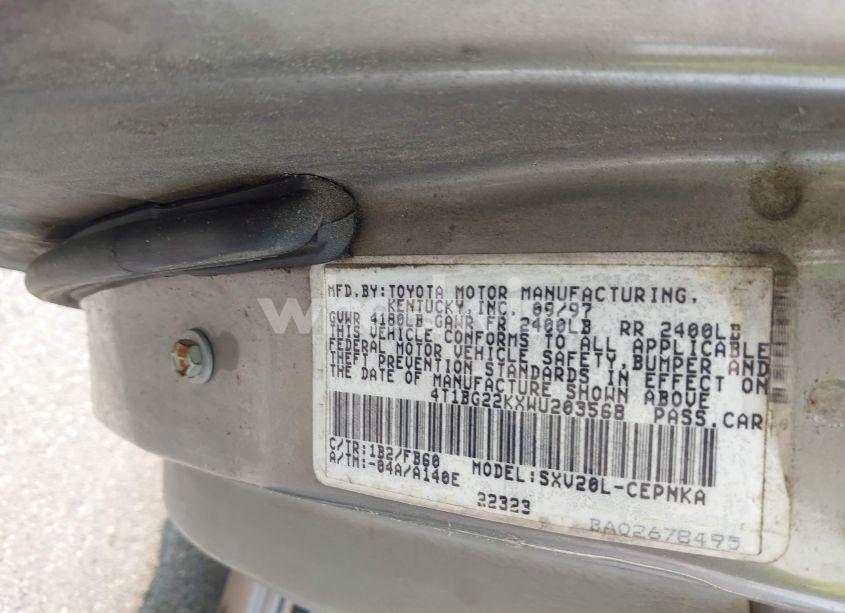 MFD.BY:TOYOTA MOTOR MANUFACTURING,
KENTUCKY, INC. 09/97
GVWR 4180LB GAWR FR 2400LB RR 2400LB
THIS VEHICLE CONFORMS TO ALL APPLICABLE
FEDERAL MOTOR VEHICLE SAFETY, BUMPER AND
THEFT PREVENTION STANDARDS IN EFFECT ON
THE DATE OF MANUFACTURE SHOWN ABOVE.
4T1BG22KXWU203568 PASS.CAR
C/TR:1B2/FB60
A/TM:-04A/A140E MODEL:SXV20L-CEPNKA
22323
BA02678495